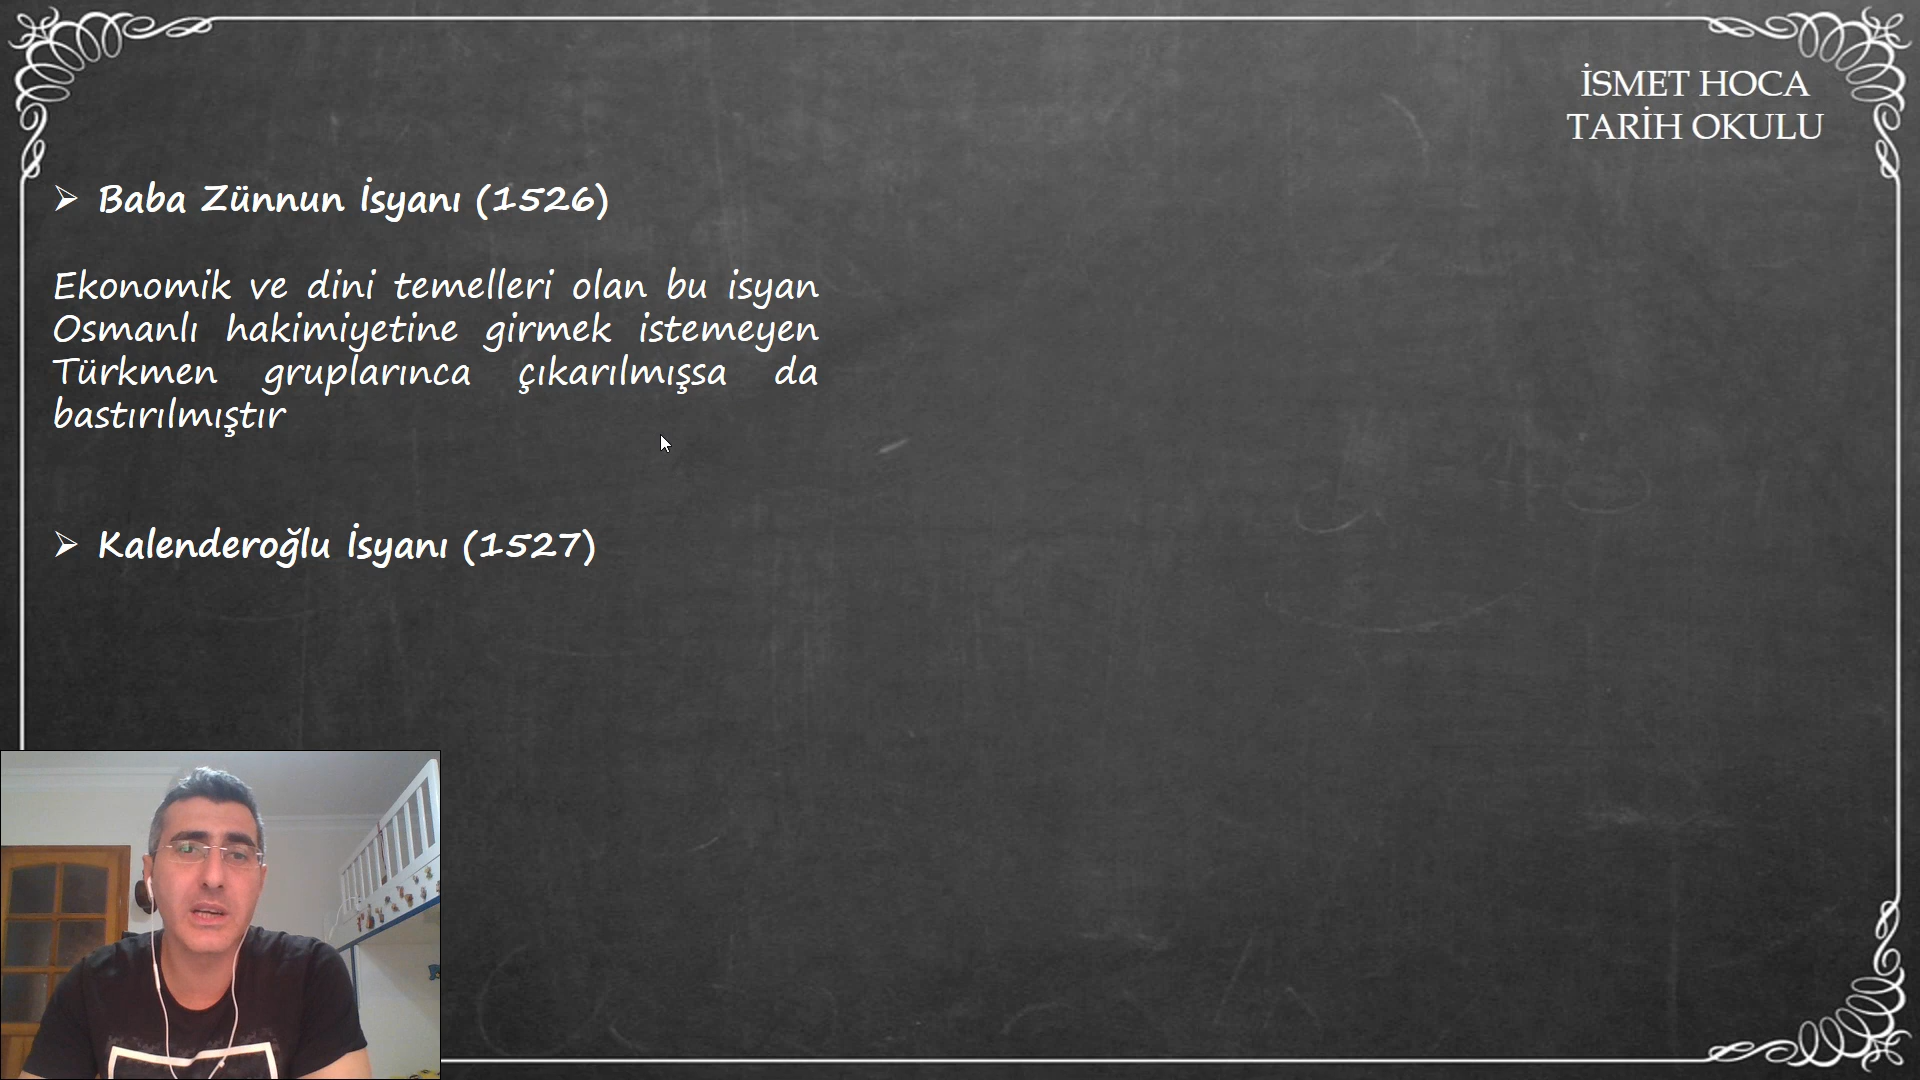 İSMET HOCA
TARİH OKULU
➢ Baba Zünnun İsyanı (1526)
Ekonomik ve dini temelleri olan bu isyan
Osmanlı hakimiyetine girmek istemeyen
Türkmen gruplarınca çıkarılmışsa da
bastırılmıştır
➢ Kalenderoğlu İsyanı (1527)